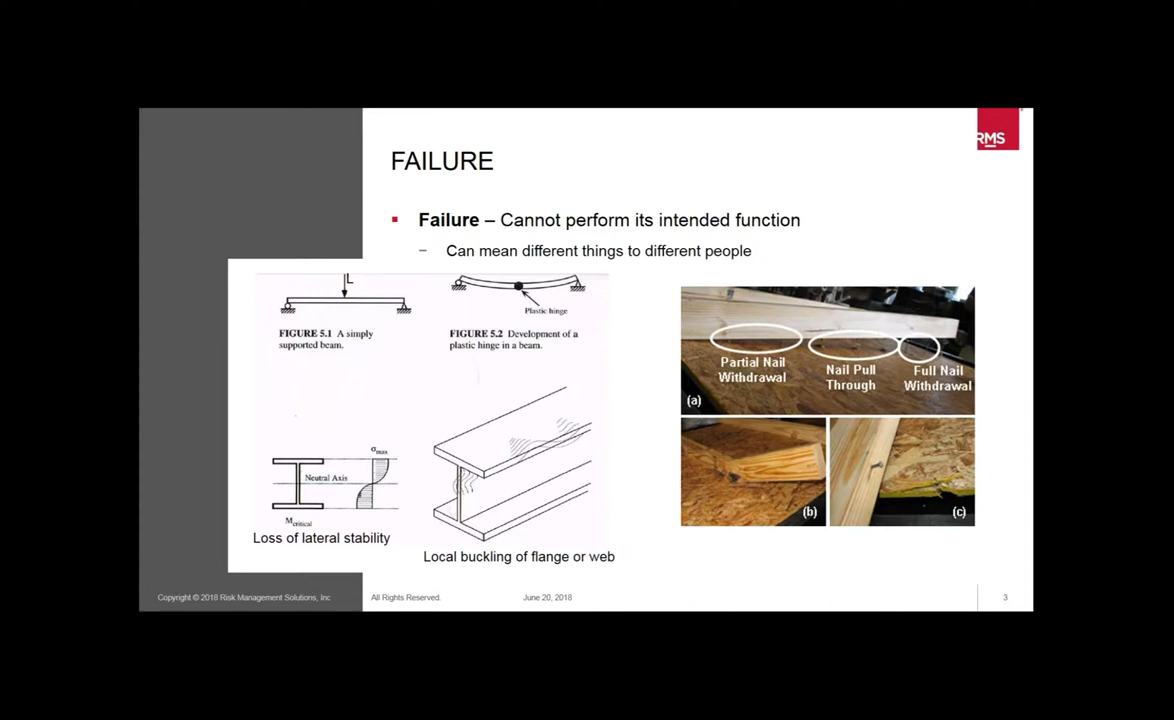 RMS
FAILURE
▪ Failure – Cannot perform its intended function
– Can mean different things to different people
L
Plastic hinge
FIGURE 5.1 A simply
supported beam.
FIGURE 5.2 Development of a
plastic hinge in a beam.
Partial Nail
Withdrawal
Nail Pull
Through
Full Nail
Withdrawal
(a)
σmax
Neutral Axis
Mcritical
Loss of lateral stability
Local buckling of flange or web
(b)
(c)
Copyright © 2018 Risk Management Solutions, Inc All Rights Reserved. June 20, 2018 3